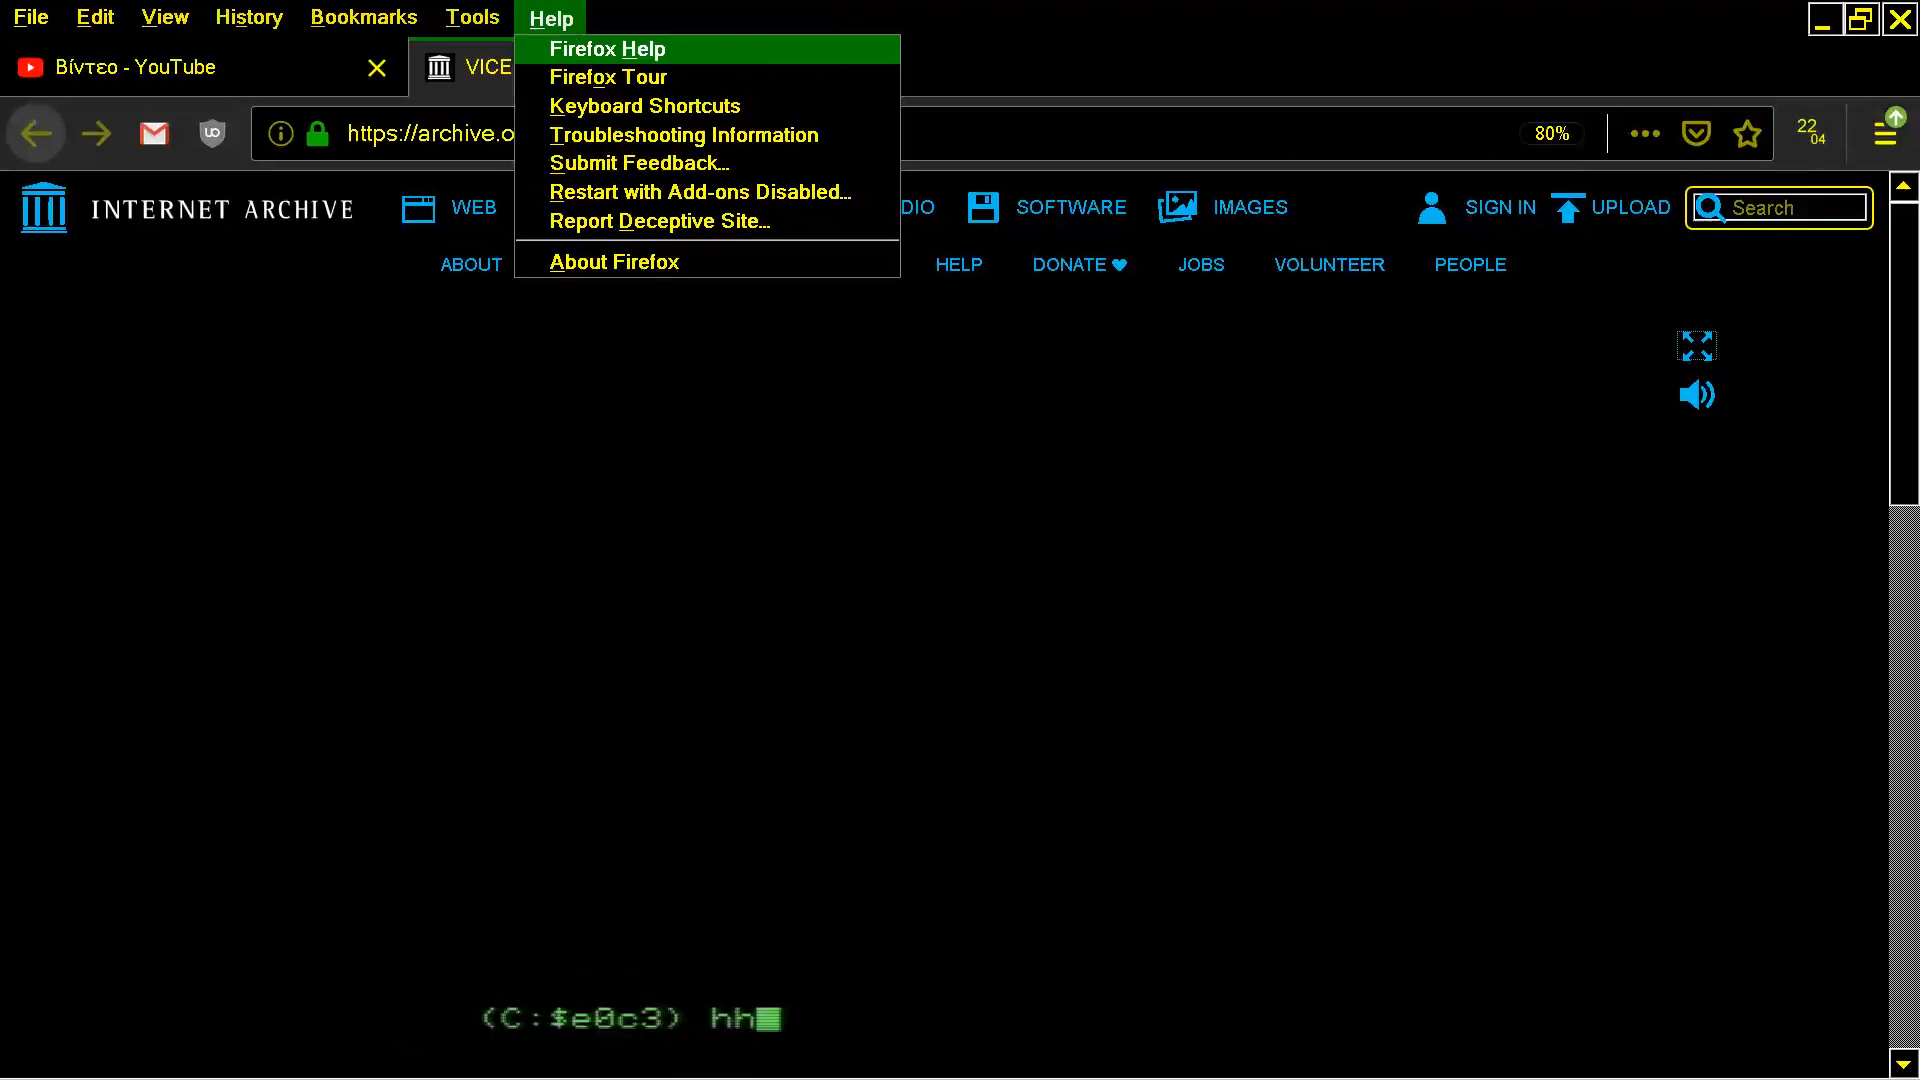 File Edit View History Bookmarks Tools Help
Βίντεο - YouTube
VICE
Firefox Help
Firefox Tour
Keyboard Shortcuts
Troubleshooting Information
Submit Feedback...
Restart with Add-ons Disabled...
Report Deceptive Site...
About Firefox
https://archive.o
80%
22 04
INTERNET ARCHIVE WEB DIO SOFTWARE IMAGES SIGN IN UPLOAD Search
ABOUT HELP DONATE JOBS VOLUNTEER PEOPLE
(C:$e0c3) hh